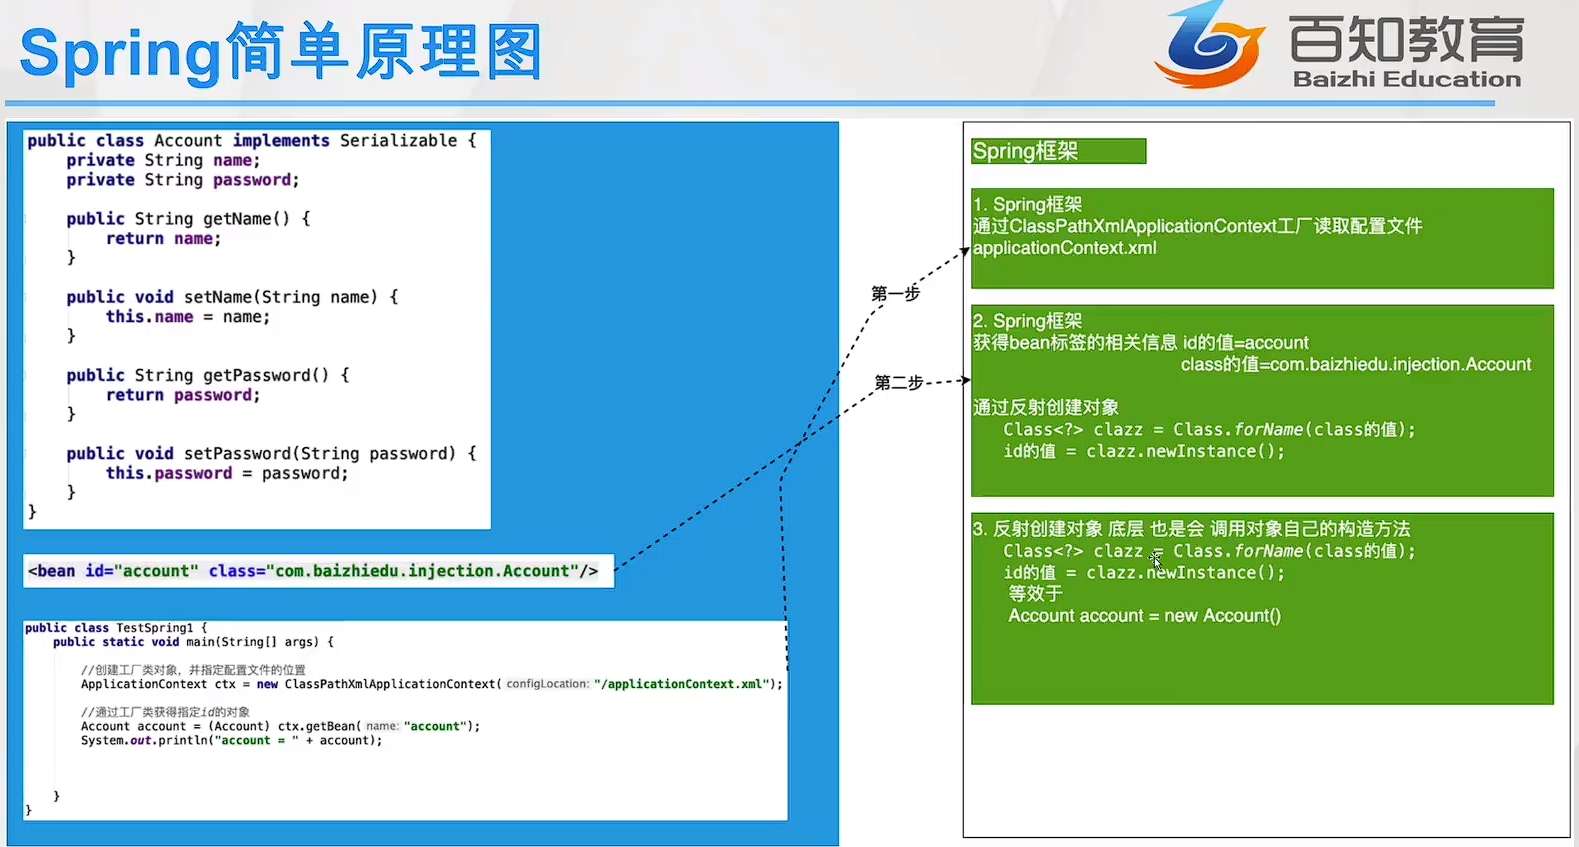 Spring简单原理图
百知教育
Baizhi Education
public class Account implements Serializable {
private String name;
private String password;
public String getName() {
return name;
}
public void setName(String name) {
this.name = name;
}
public String getPassword() {
return password;
}
public void setPassword(String password) {
this.password = password;
}
}
<bean id="account" class="com.baizhiedu.injection.Account"/>
public class TestSpring1 {
public static void main(String[] args) {
//创建工厂类对象，并指定配置文件的位置
ApplicationContext ctx = new ClassPathXmlApplicationContext( configLocation: "/applicationContext.xml");
//通过工厂类获得指定id的对象
Account account = (Account) ctx.getBean( name: "account");
System.out.println("account = " + account);
}
}
第一步
第二步
Spring框架
1. Spring框架
通过ClassPathXmlApplicationContext工厂读取配置文件
applicationContext.xml
2. Spring框架
获得bean标签的相关信息 id的值=account
class的值=com.baizhiedu.injection.Account
通过反射创建对象
Class<?> clazz = Class.forName(class的值);
id的值 = clazz.newInstance();
3. 反射创建对象 底层 也是会 调用对象自己的构造方法
Class<?> clazz = Class.forName(class的值);
id的值 = clazz.newInstance();
等效于
Account account = new Account()